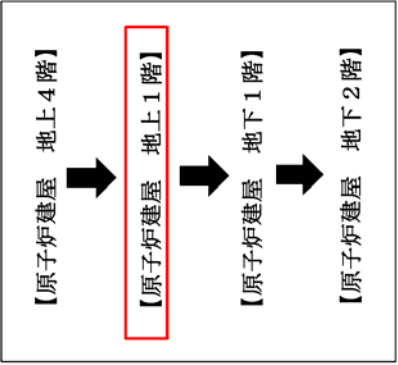 【原子炉建屋　地上４階】
【原子炉建屋　地上１階】
【原子炉建屋　地下１階】
【原子炉建屋　地下２階】